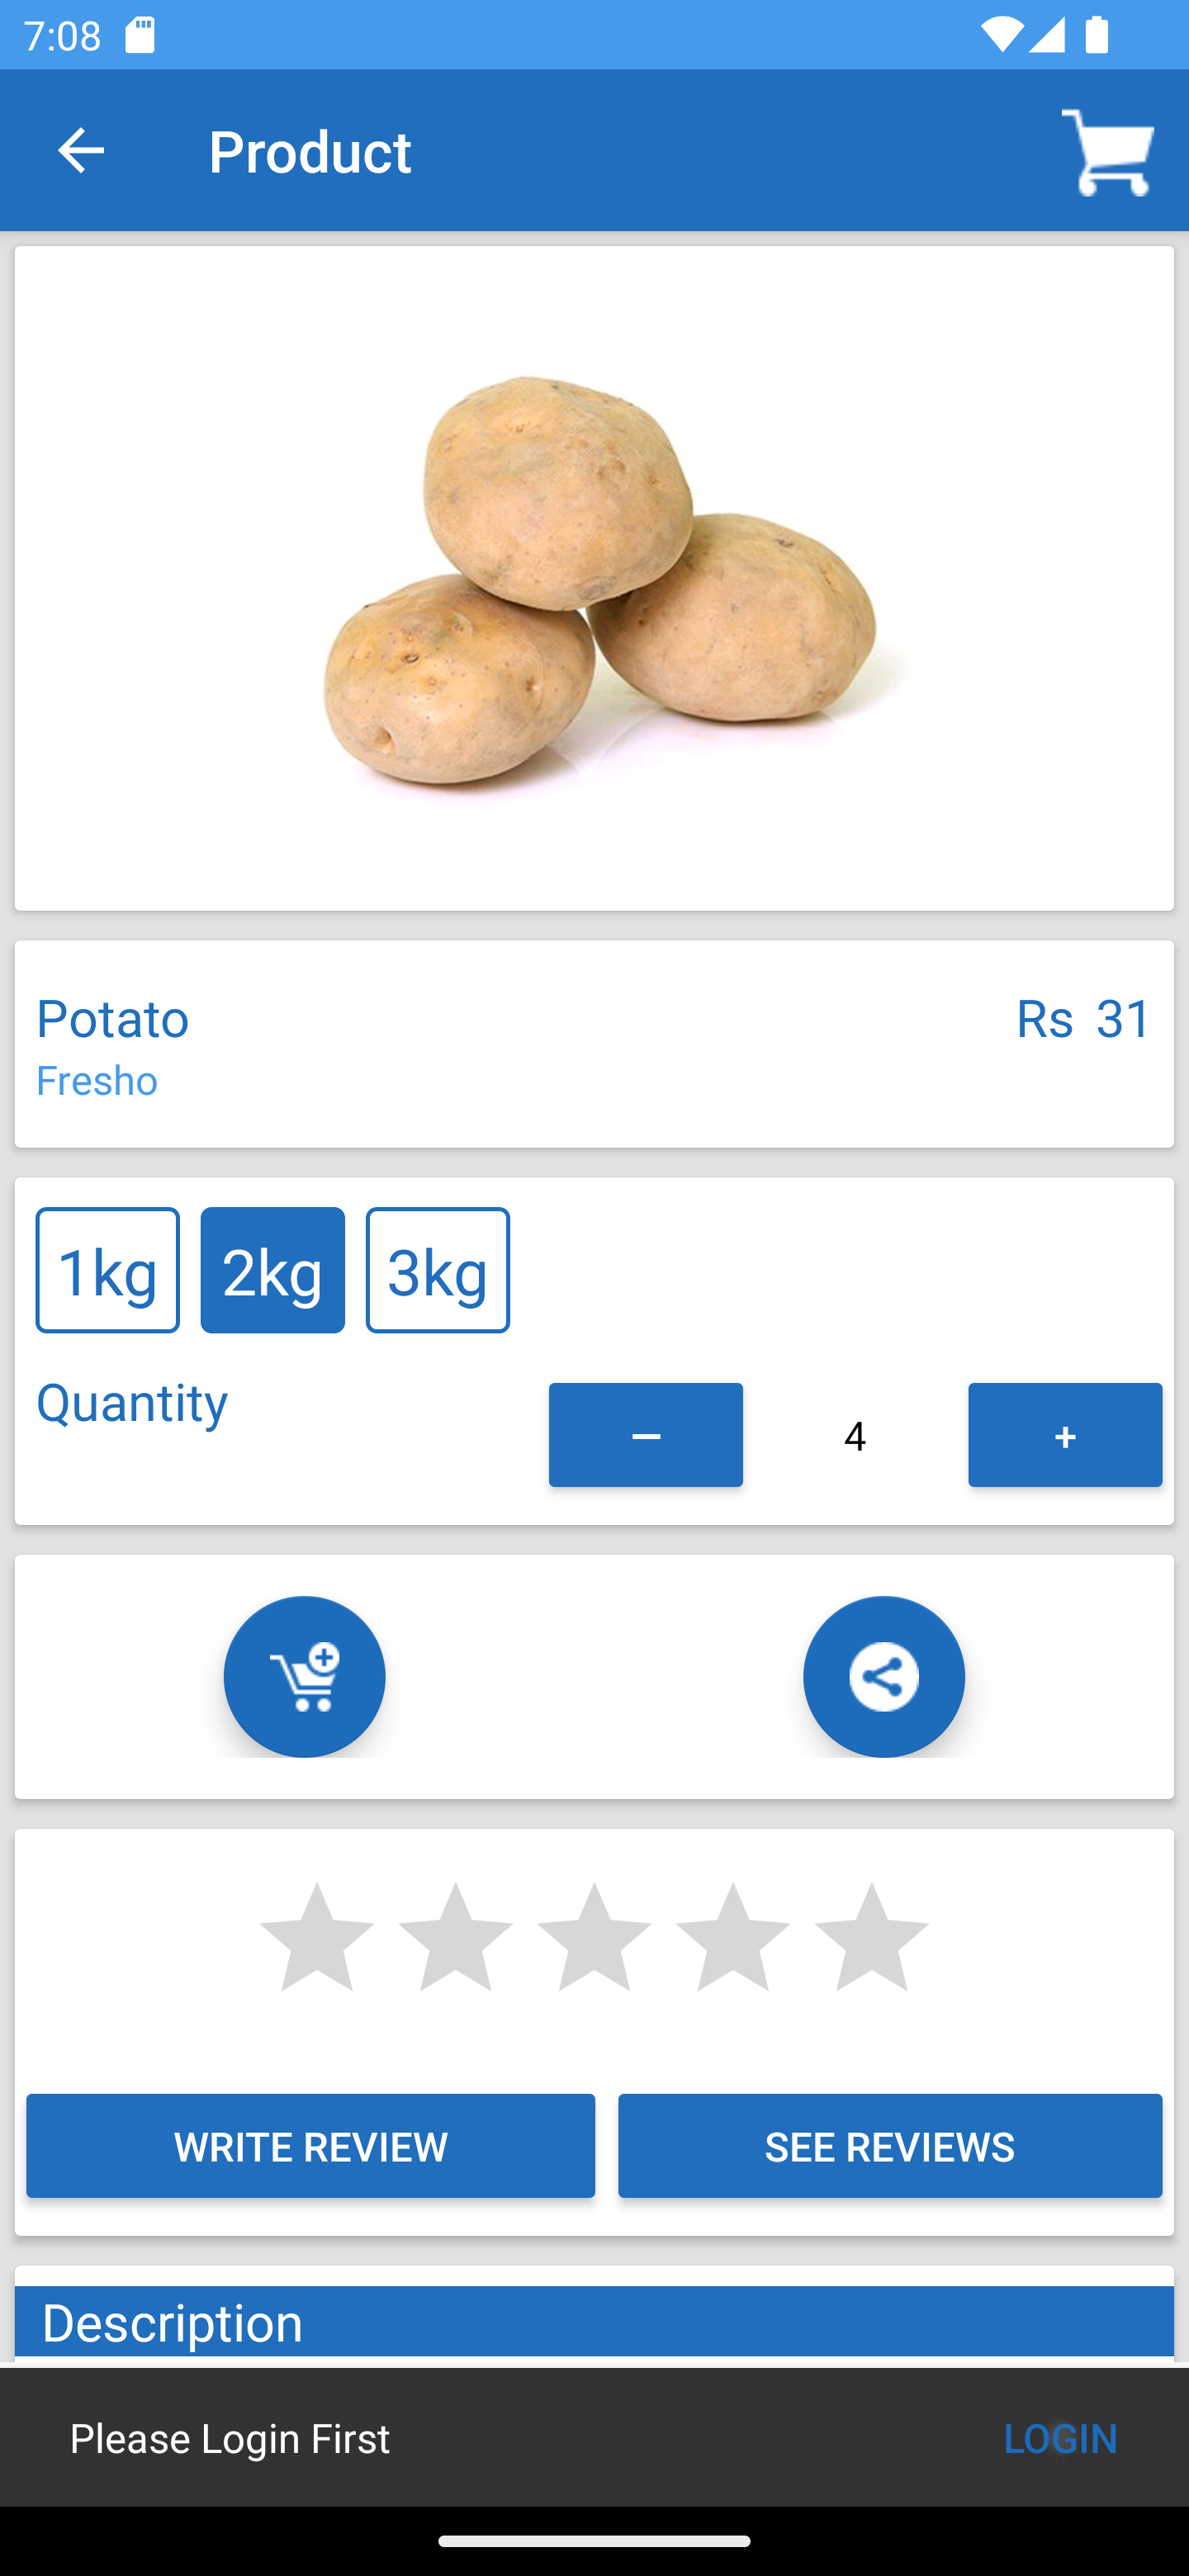 7:08
Product
Potato
Rs 31
Fresho
1kg 2kg 3kg
Quantity
− 4 +
WRITE REVIEW
SEE REVIEWS
Description
Please Login First
LOGIN